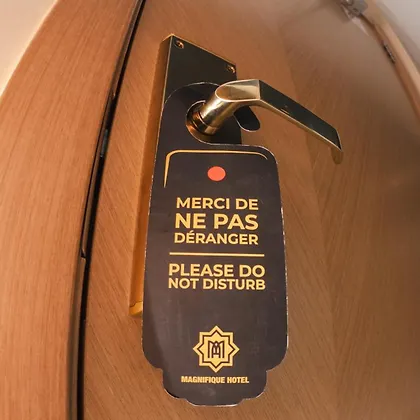 MERCI DE
NE PAS
DÉRANGER
PLEASE DO
NOT DISTURB
MAGNIFIQUE HOTEL